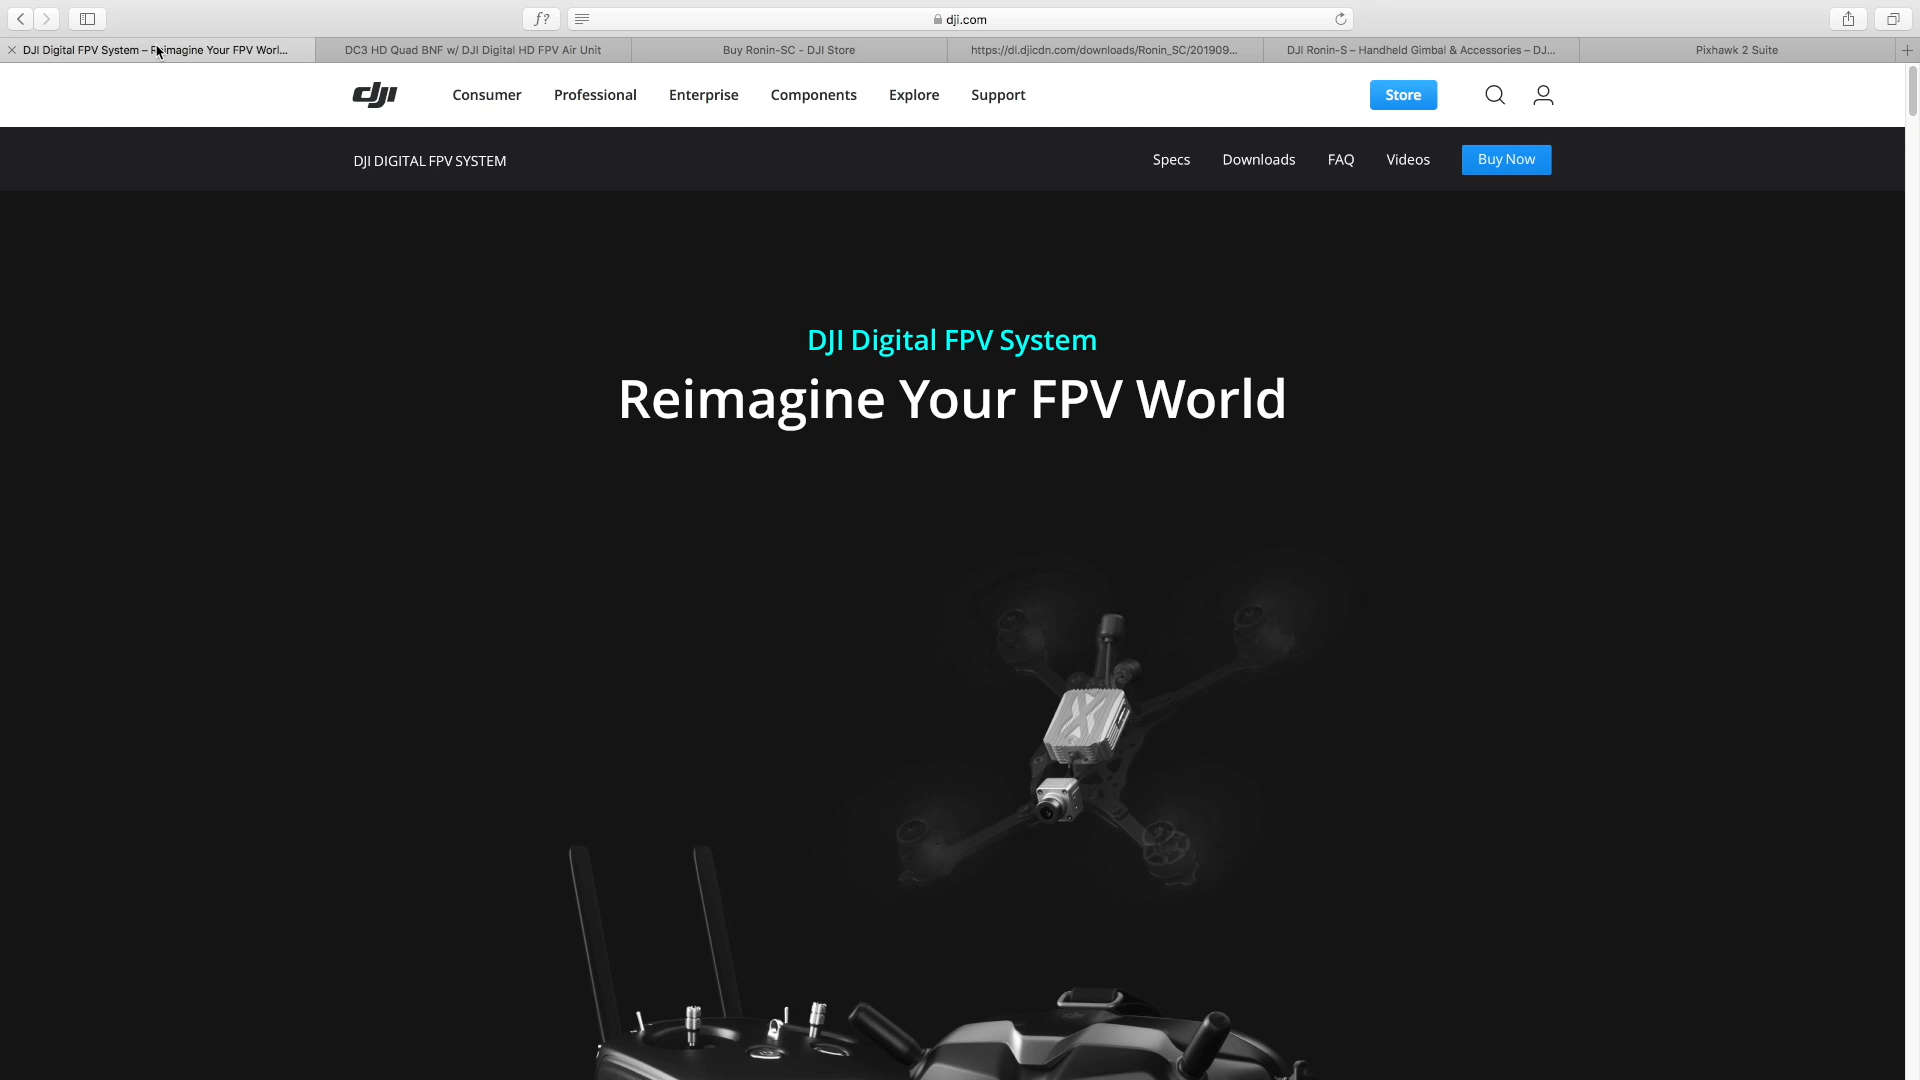 f?
dji.com
DJI Digital FPV System – Reimagine Your FPV Worl...
DC3 HD Quad BNF w/ DJI Digital HD FPV Air Unit
Buy Ronin-SC - DJI Store
https://dl.djicdn.com/downloads/Ronin_SC/201909...
DJI Ronin-S – Handheld Gimbal & Accessories – DJ...
Pixhawk 2 Suite
dji
Consumer
Professional
Enterprise
Components
Explore
Support
Store
DJI DIGITAL FPV SYSTEM
Specs
Downloads
FAQ
Videos
Buy Now
DJI Digital FPV System
Reimagine Your FPV World